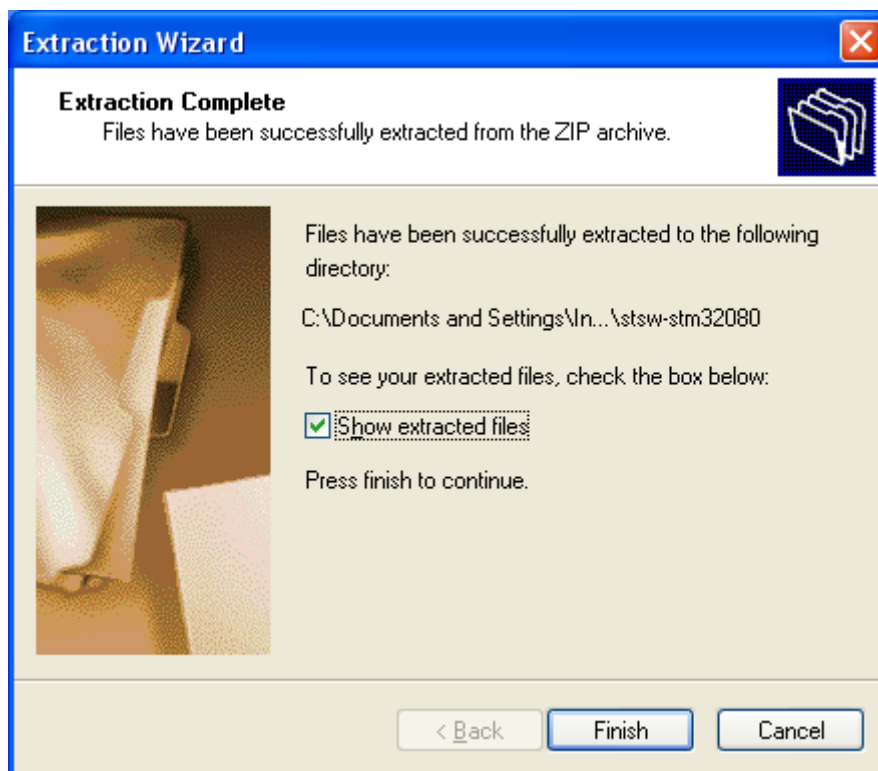 Extraction Wizard
Extraction Complete
Files have been successfully extracted from the ZIP archive.
Files have been successfully extracted to the following
directory:
C:\Documents and Settings\In...\stsw-stm32080
To see your extracted files, check the box below:
Show extracted files
Press finish to continue.
< Back Finish Cancel